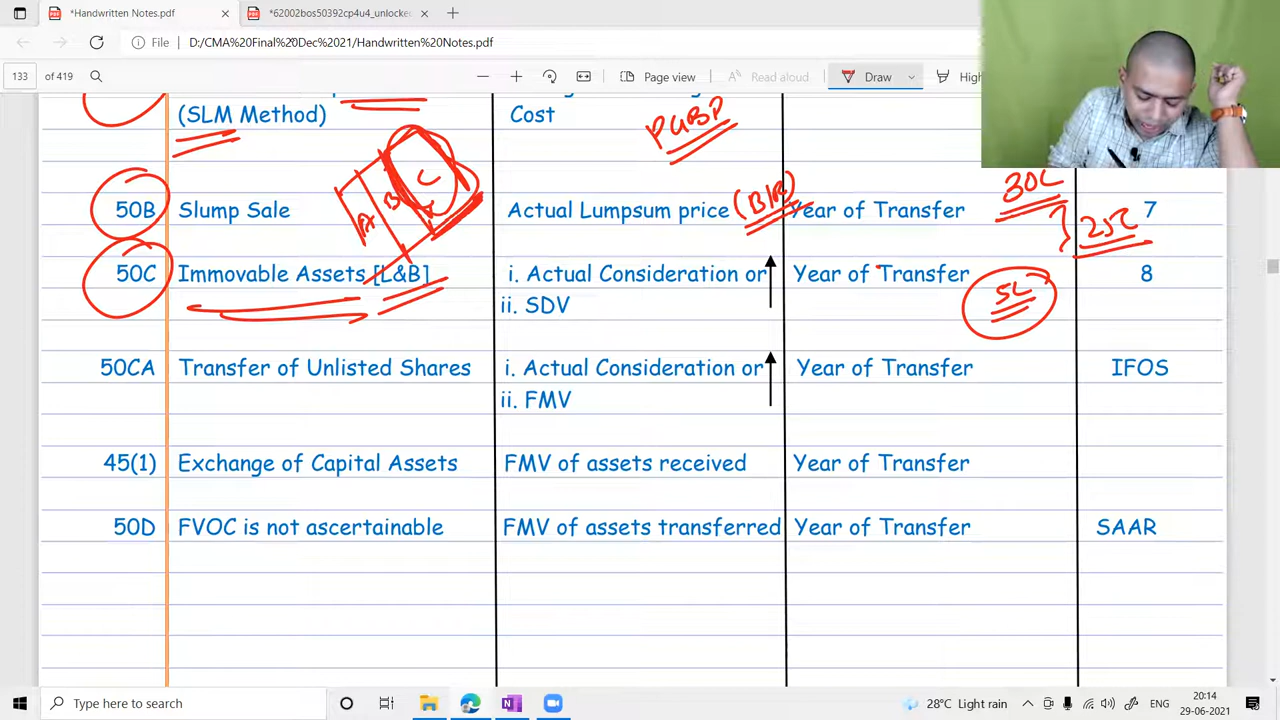 *Handwritten Notes.pdf
*62002bos50392cp4u4_unlocke
File
D:/CMA%20Final%20Dec%2021/Handwritten%20Notes.pdf
133 of 419
Page view
Read aloud
Draw
High
(SLM Method)
Cost
PGBP
50B Slump Sale Actual Lumpsum price (B/B) Year of Transfer 30L 7
25L
A B C
50C Immovable Assets [L&B] i. Actual Consideration or Year of Transfer 8
ii. SDV 5L
50CA Transfer of Unlisted Shares i. Actual Consideration or Year of Transfer IFOS
ii. FMV
45(1) Exchange of Capital Assets FMV of assets received Year of Transfer
50D FVOC is not ascertainable FMV of assets transferred Year of Transfer SAAR
Type here to search
28°C Light rain
ENG
20:14
29-06-2021